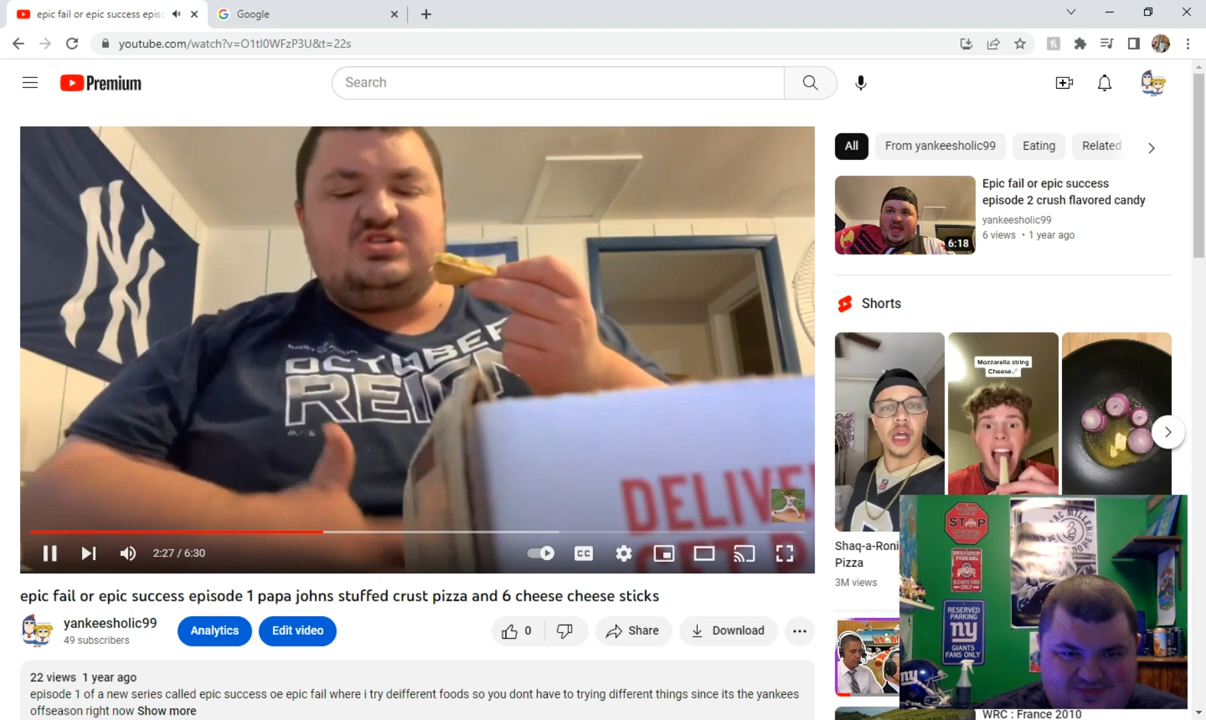 epic fail or epic success epis
Google
youtube.com/watch?v=O1tI0WFzP3U&t=22s
Premium
Search
OCTOBER
REIGN
DELIVE
2:27 / 6:30
CC
epic fail or epic success episode 1 papa johns stuffed crust pizza and 6 cheese cheese sticks
yankeesholic99
49 subscribers
Analytics
Edit video
0
Share
Download
22 views 1 year ago
episode 1 of a new series called epic success oe epic fail where i try deifferent foods so you dont have to trying different things since its the yankees
offseason right now Show more
All
From yankeesholic99
Eating
Related
Epic fail or epic success
episode 2 crush flavored candy
yankeesholic99
6 views • 1 year ago
6:18
Shorts
Mozzarella string
Cheese
Shaq-a-Roni
Pizza
3M views
STOP
MAC MILLER
RESERVED
PARKING
ny
GIANTS
FANS ONLY
WRC : France 2010